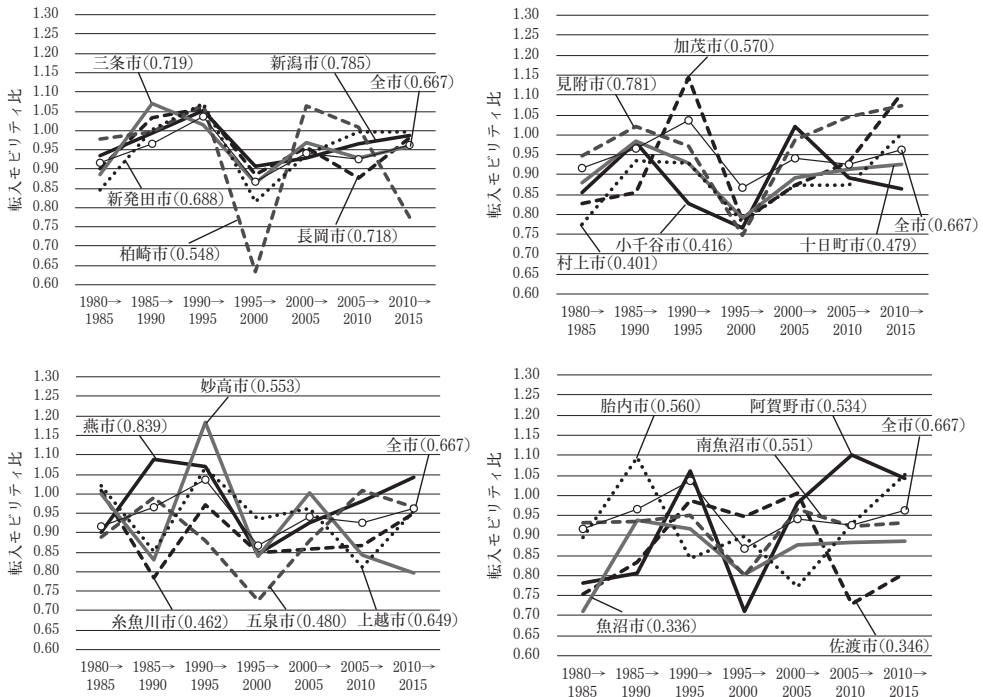 転入モビリティ比
1.30
1.25
1.20
1.15
1.10
1.05
1.00
0.95
0.90
0.85
0.80
0.75
0.70
0.65
0.60
三条市(0.719)
新潟市(0.785)
全市(0.667)
新発田市(0.688)
柏崎市(0.548)
長岡市(0.718)
1980→ 1985→ 1990→ 1995→ 2000→ 2005→ 2010→
1985 1990 1995 2000 2005 2010 2015
転入モビリティ比
1.30
1.25
1.20
1.15
1.10
1.05
1.00
0.95
0.90
0.85
0.80
0.75
0.70
0.65
0.60
加茂市(0.570)
見附市(0.781)
全市(0.667)
小千谷市(0.416)
十日町市(0.479)
村上市(0.401)
1980→ 1985→ 1990→ 1995→ 2000→ 2005→ 2010→
1985 1990 1995 2000 2005 2010 2015
転入モビリティ比
1.30
1.25
1.20
1.15
1.10
1.05
1.00
0.95
0.90
0.85
0.80
0.75
0.70
0.65
0.60
妙高市(0.553)
燕市(0.839)
全市(0.667)
糸魚川市(0.462)
五泉市(0.480)
上越市(0.649)
1980→ 1985→ 1990→ 1995→ 2000→ 2005→ 2010→
1985 1990 1995 2000 2005 2010 2015
転入モビリティ比
1.30
1.25
1.20
1.15
1.10
1.05
1.00
0.95
0.90
0.85
0.80
0.75
0.70
0.65
0.60
胎内市(0.560)
阿賀野市(0.534)
全市(0.667)
南魚沼市(0.551)
魚沼市(0.336)
佐渡市(0.346)
1980→ 1985→ 1990→ 1995→ 2000→ 2005→ 2010→
1985 1990 1995 2000 2005 2010 2015